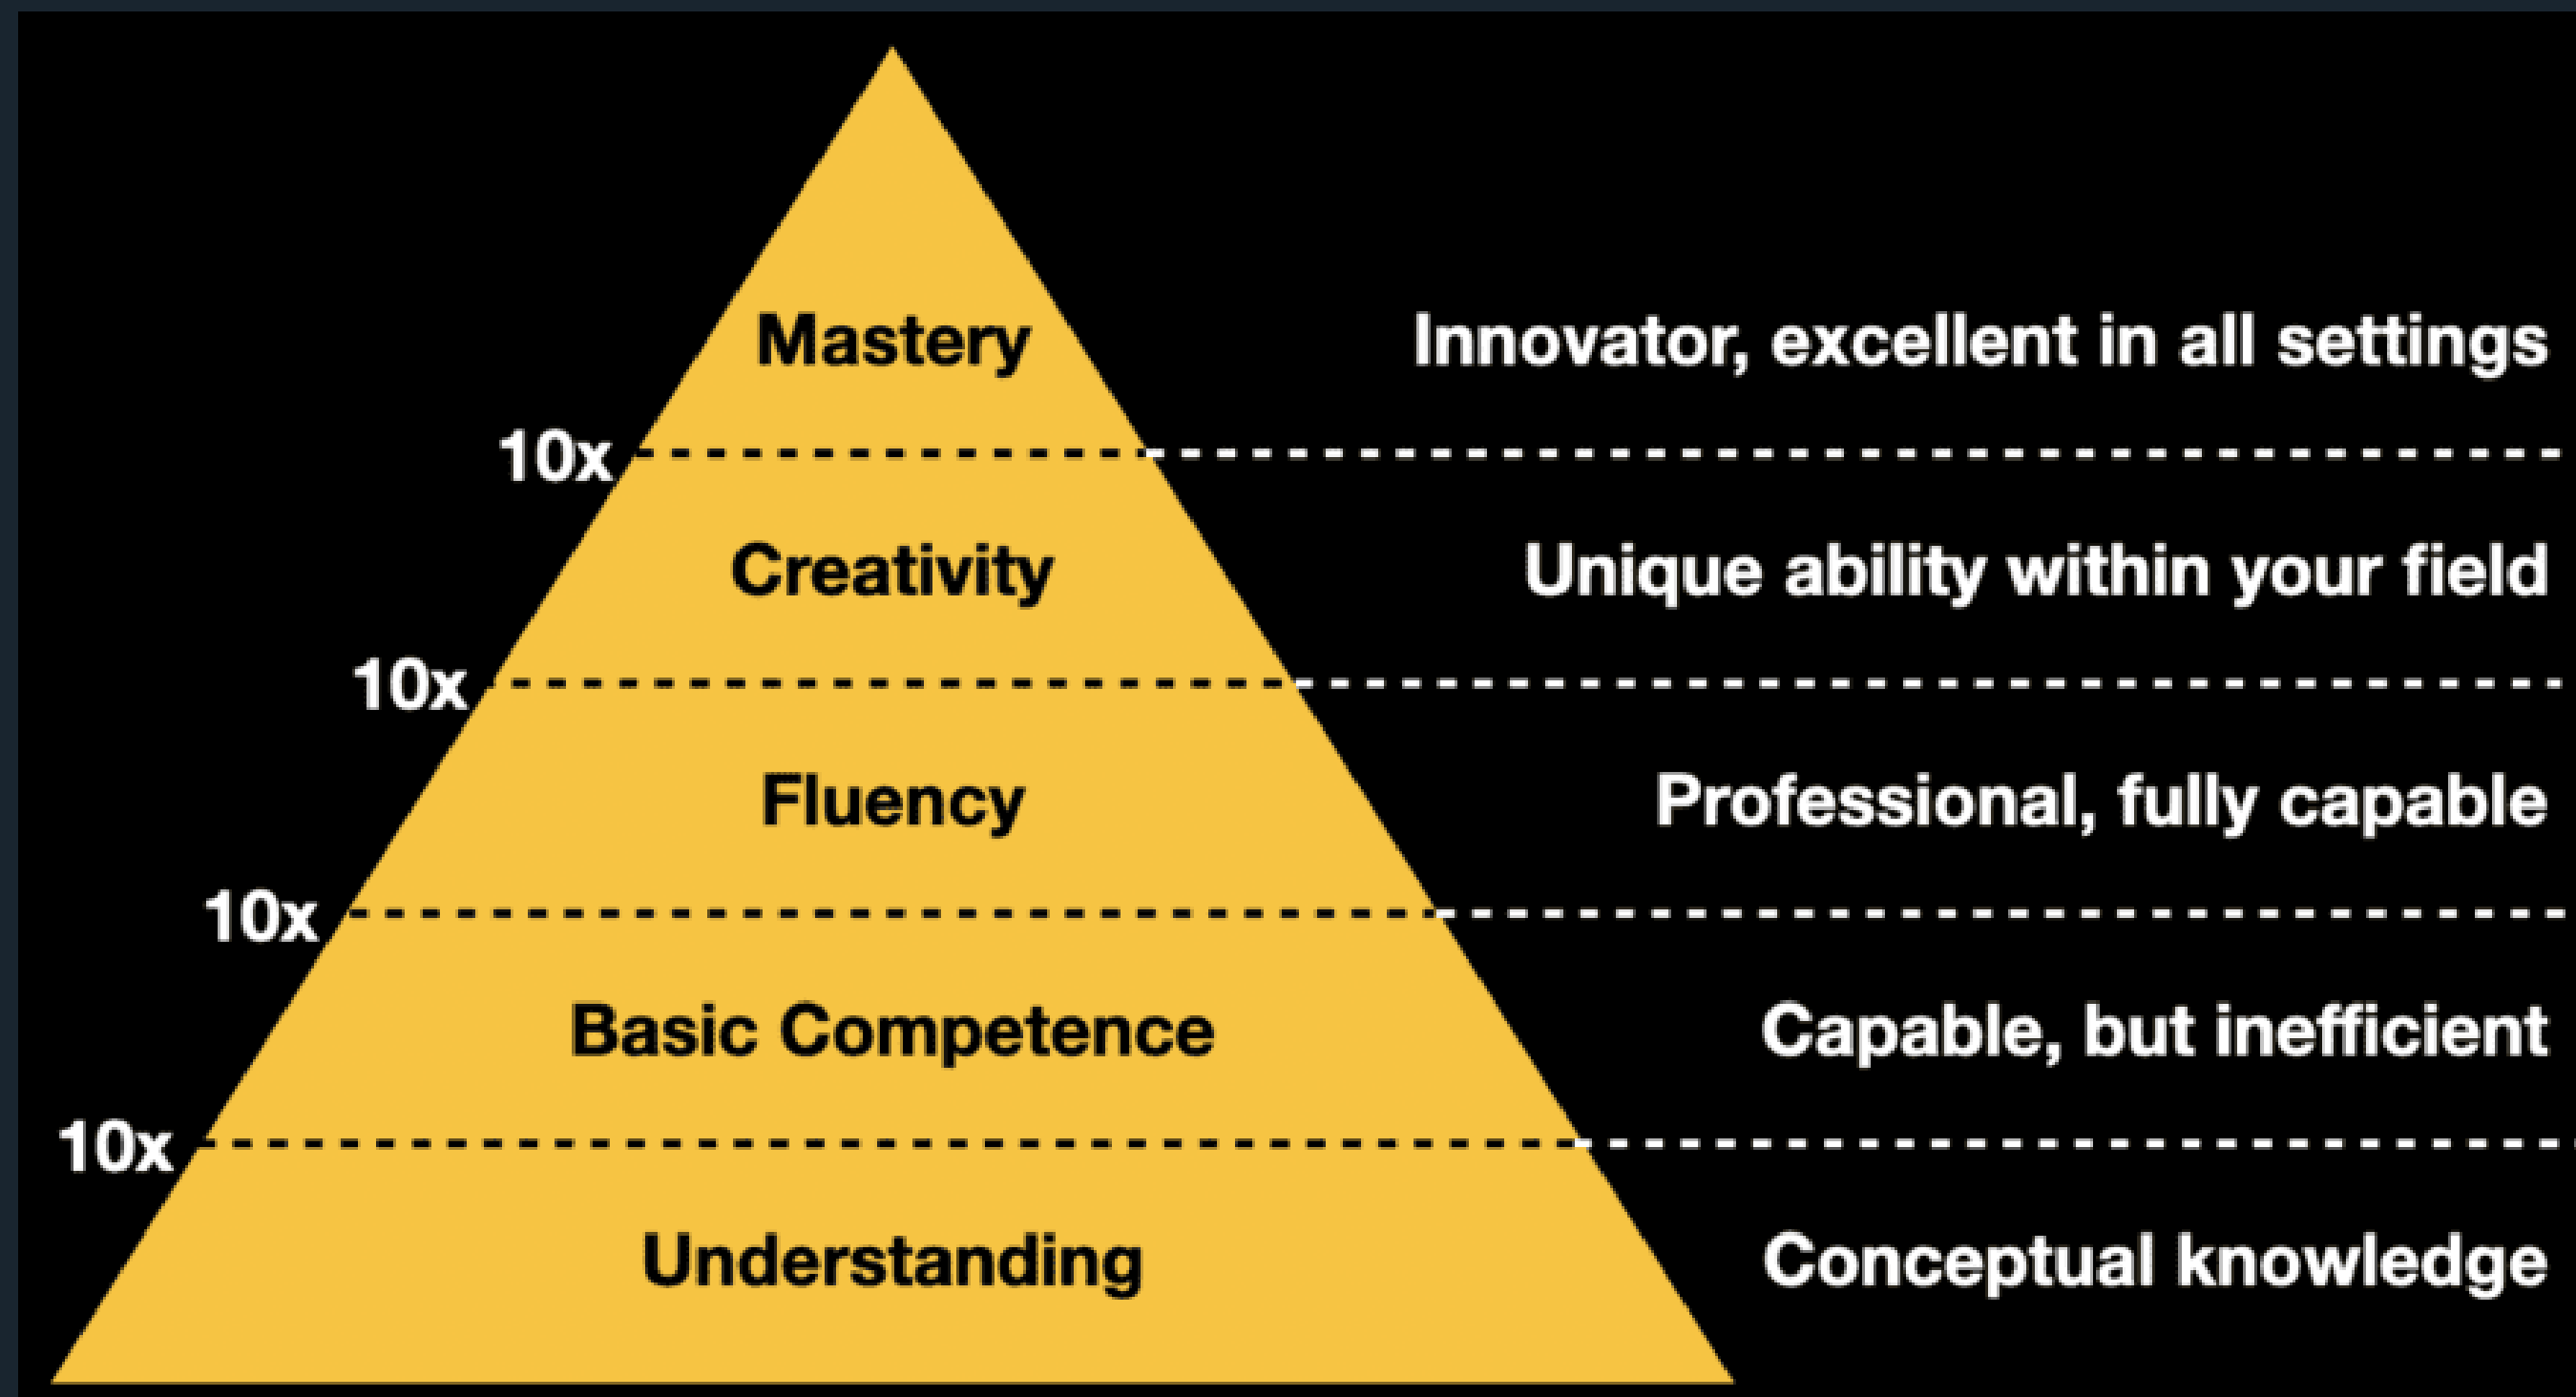 Mastery
Innovator, excellent in all settings
10x
Creativity
Unique ability within your field
10x
Fluency
Professional, fully capable
10x
Basic Competence
Capable, but inefficient
10x
Understanding
Conceptual knowledge